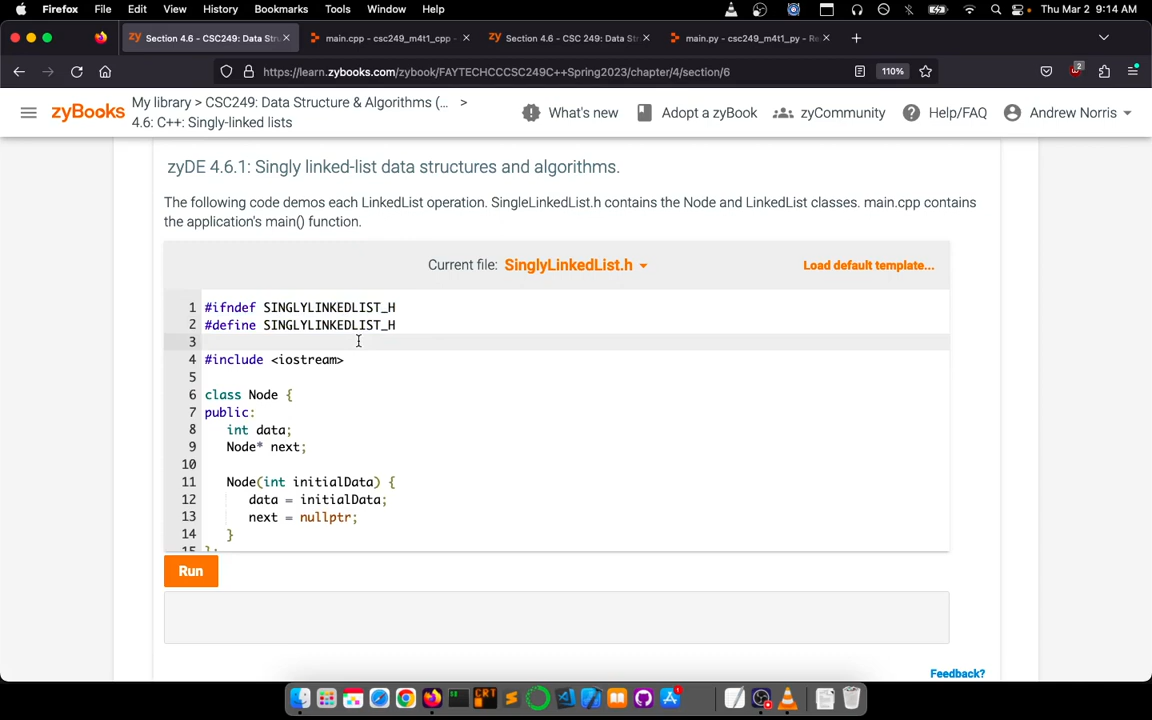 Firefox File Edit View History Bookmarks Tools Window Help Thu Mar 2 9:14 AM
zy Section 4.6 - CSC249: Data Str main.cpp - csc249_m4t1_cpp - zy Section 4.6 - CSC 249: Data Str main.py - csc249_m4t1_py - Re
https://learn.zybooks.com/zybook/FAYTECHCCCSC249C++Spring2023/chapter/4/section/6 110% 2
zyBooks My library > CSC249: Data Structure & Algorithms (... >
4.6: C++: Singly-linked lists
What's new Adopt a zyBook zyCommunity Help/FAQ Andrew Norris
zyDE 4.6.1: Singly linked-list data structures and algorithms.
The following code demos each LinkedList operation. SingleLinkedList.h contains the Node and LinkedList classes. main.cpp contains
the application's main() function.
Current file: SinglyLinkedList.h Load default template...
1 #ifndef SINGLYLINKEDLIST_H
2 #define SINGLYLINKEDLIST_H
3
4 #include <iostream>
5
6 class Node {
7 public:
8 int data;
9 Node* next;
10
11 Node(int initialData) {
12 data = initialData;
13 next = nullptr;
14 }
15 };
Run
Feedback?